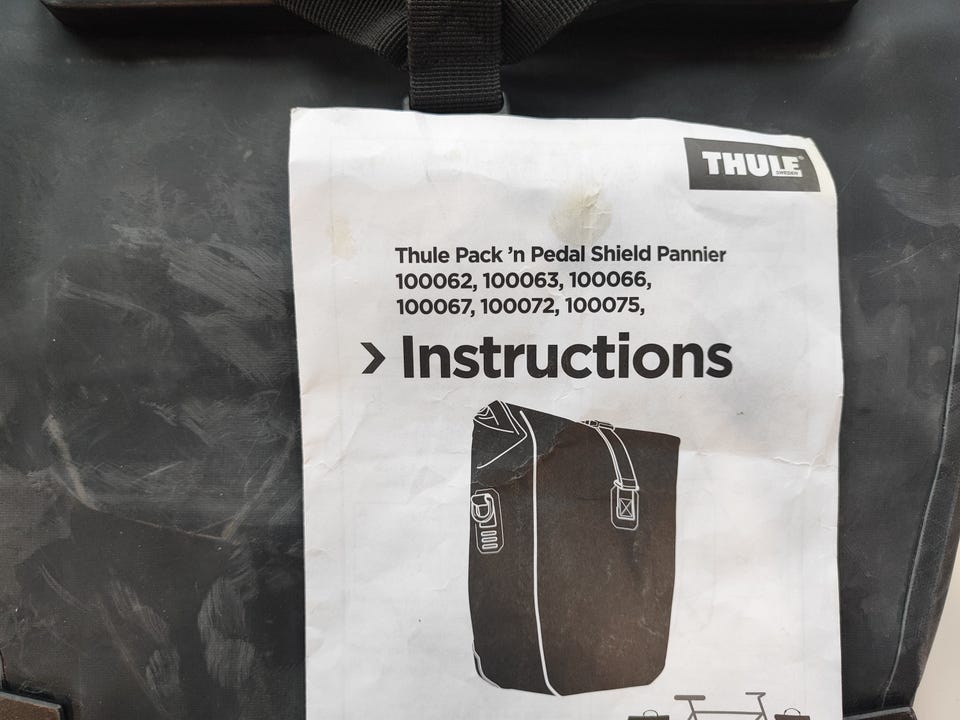 THULE
SWEDEN
Thule Pack ’n Pedal Shield Pannier
100062, 100063, 100066,
100067, 100072, 100075,
› Instructions